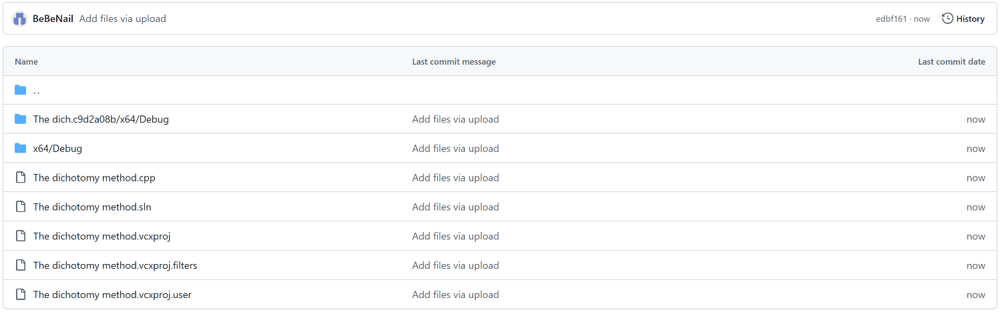 BeBeNail Add files via upload edbf161 · now History
Name Last commit message Last commit date
..
The dich.c9d2a08b/x64/Debug Add files via upload now
x64/Debug Add files via upload now
The dichotomy method.cpp Add files via upload now
The dichotomy method.sln Add files via upload now
The dichotomy method.vcxproj Add files via upload now
The dichotomy method.vcxproj.filters Add files via upload now
The dichotomy method.vcxproj.user Add files via upload now